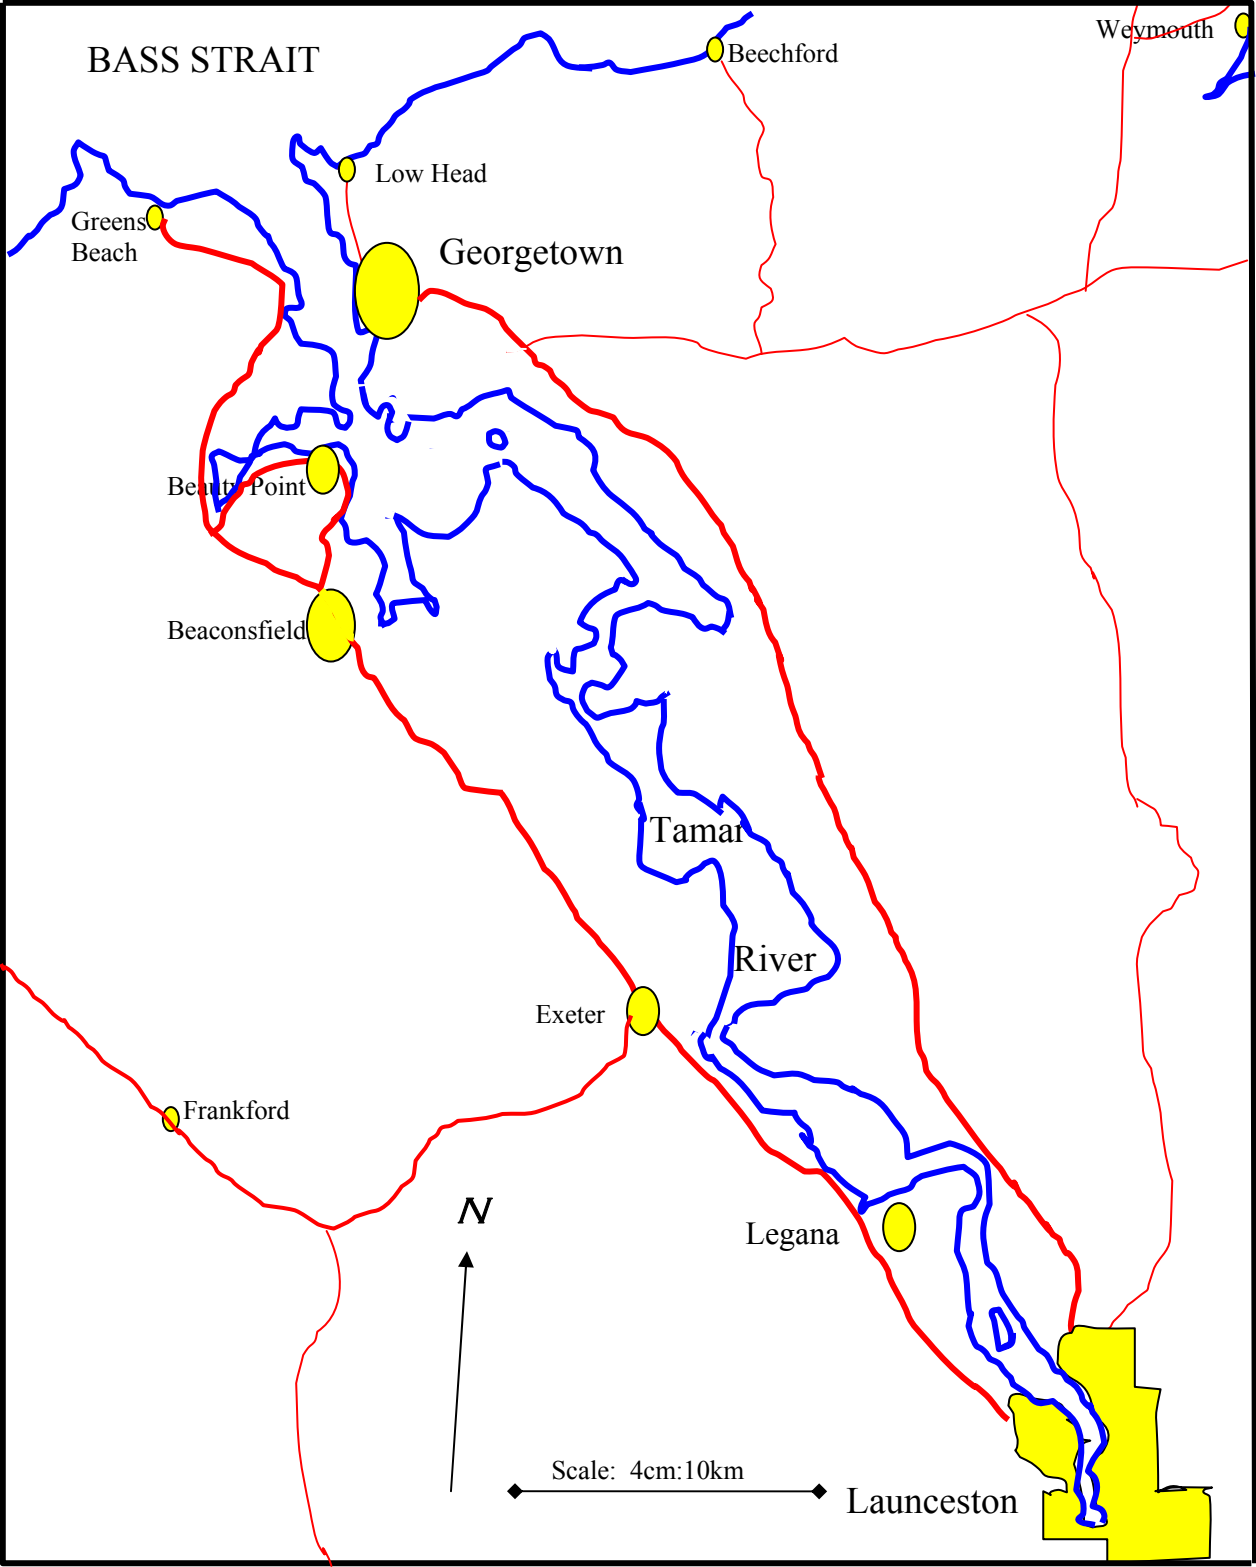 Weymouth
BASS STRAIT
Beechford
Low Head
Greens
Beach
Georgetown
Beauty Point
Beaconsfield
Tamar
River
Exeter
Frankford
N
Legana
Scale:  4cm:10km
Launceston